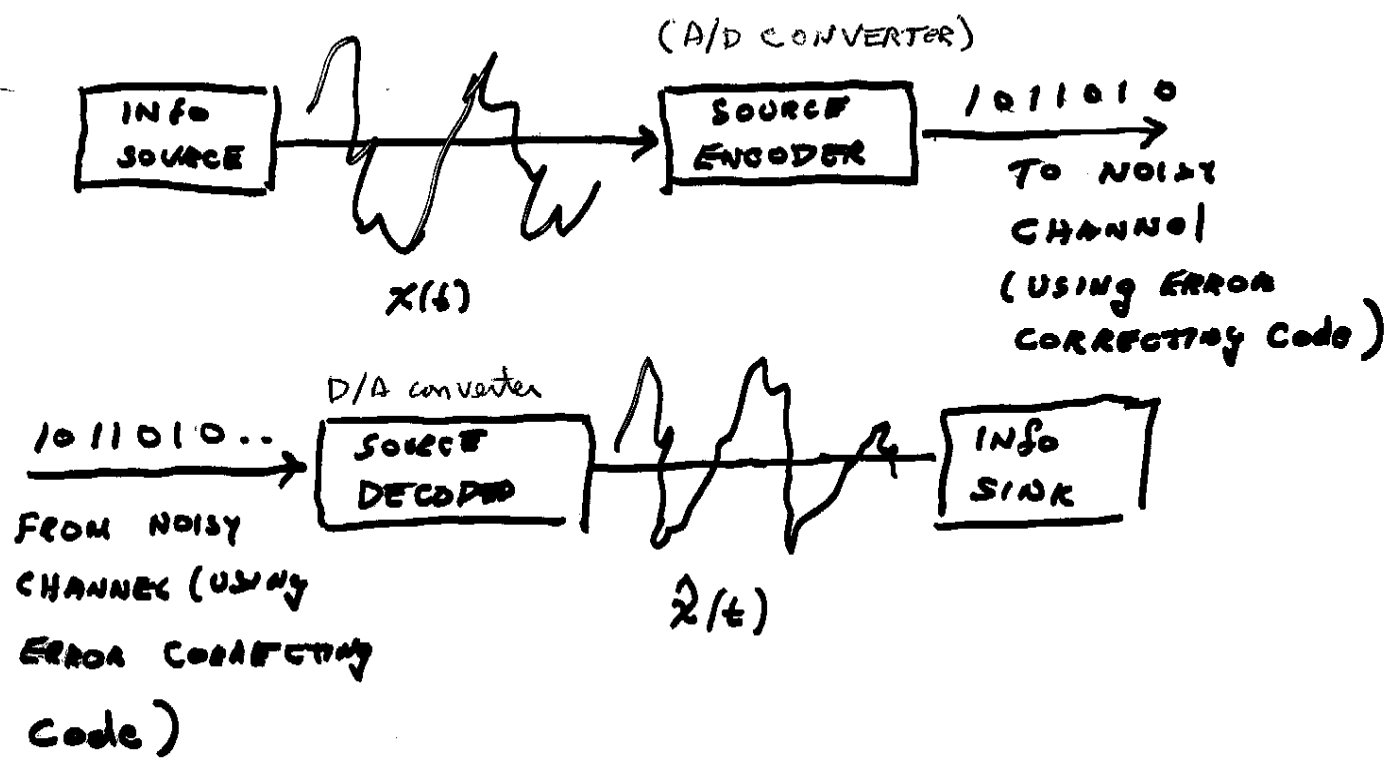 (A/D CONVERTER)
INfo
SOURCE
SOURCE
ENCODER
1011010
TO NOISY
CHANNEl
(USING ERROR
CORRECTING Code)
x(t)
D/A converter
1011010..
SOURCE
DECODED
INfo
SINK
FROM NOISY
CHANNEL (USING
ERROR CORRECTING
Code)
x̂(t)